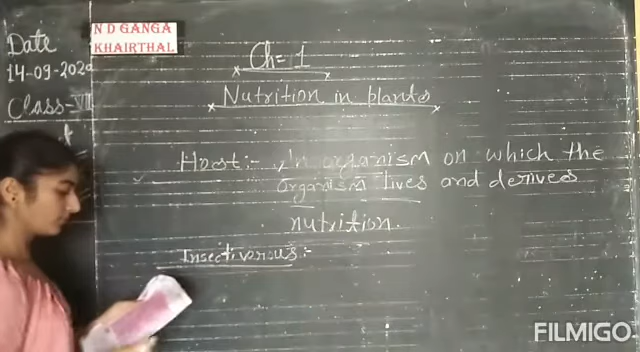 N D GANGA
KHAIRTHAL
Date
14-09-2020
Class-VII
Ch-1
Nutrition in plants
Host:- An organism on which the
organism lives and derives
nutrition.
Insectivorous:-
FILMIGO